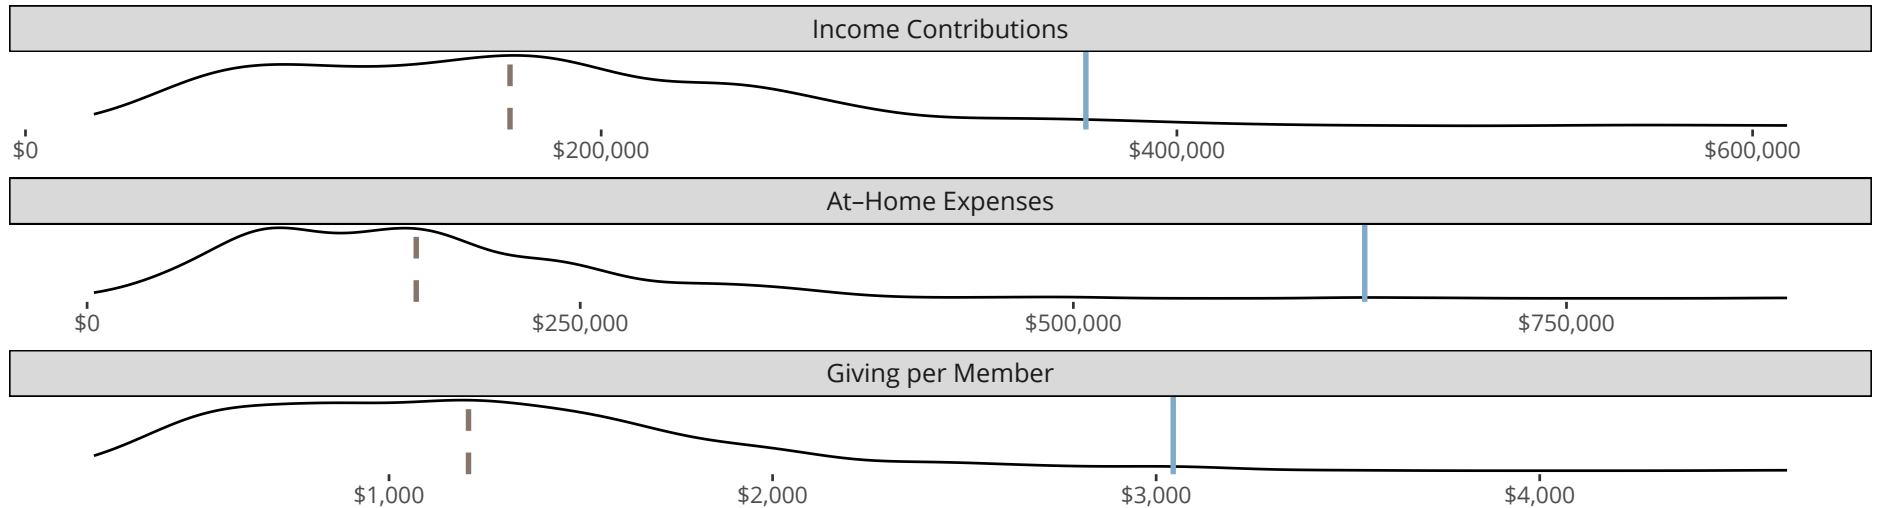 Income Contributions
$0 $200,000 $400,000 $600,000
At–Home Expenses
$0 $250,000 $500,000 $750,000
Giving per Member
$1,000 $2,000 $3,000 $4,000